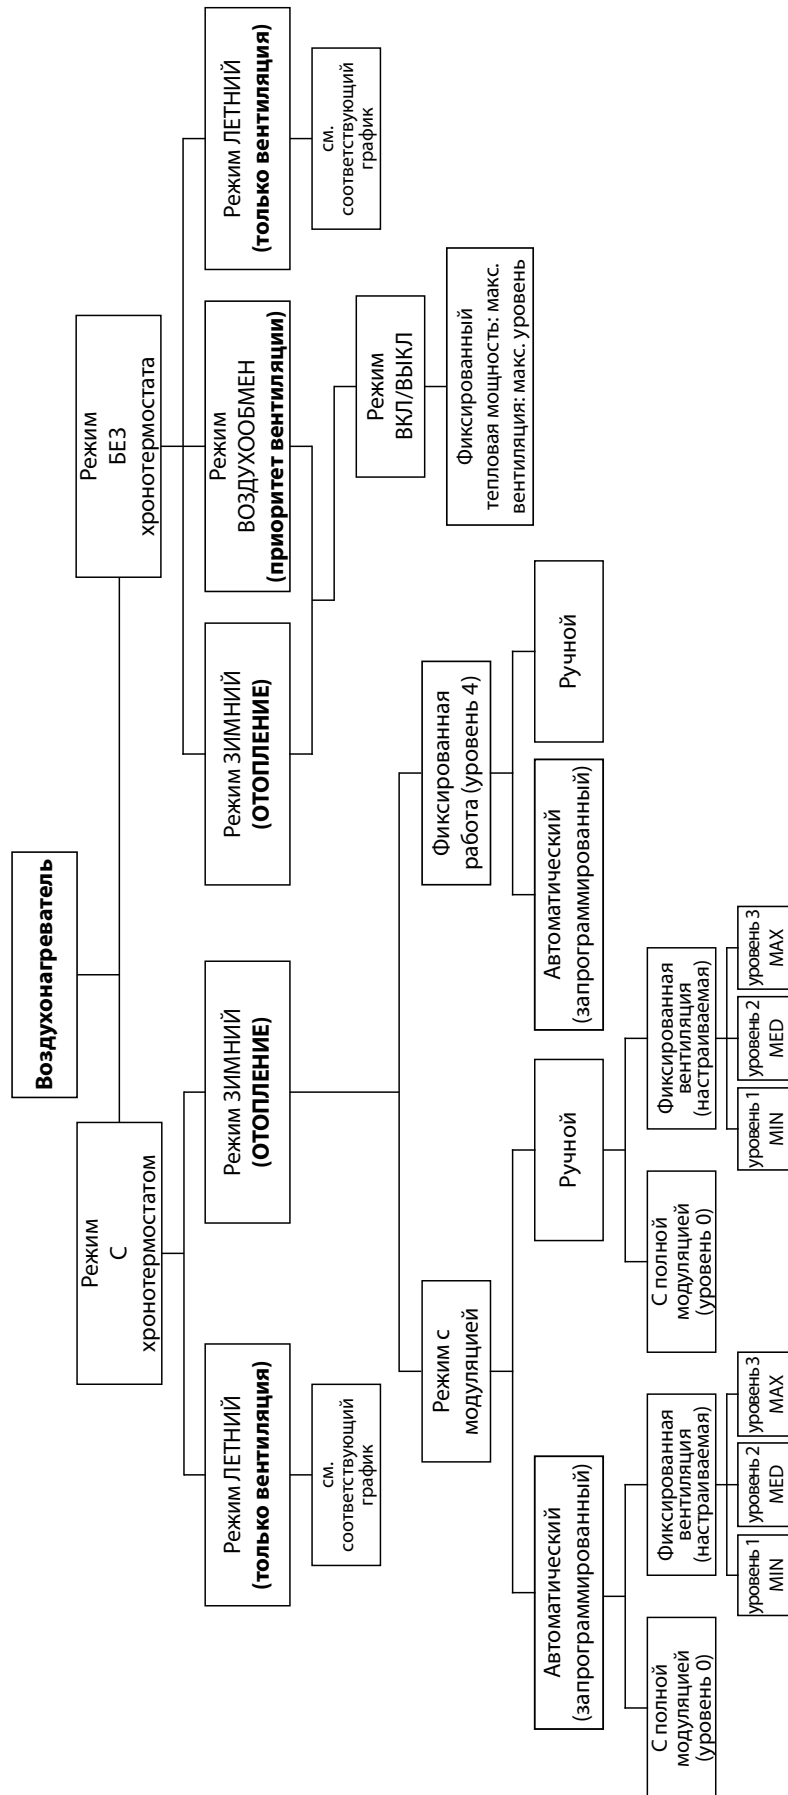 Воздухонагреватель
Режим
С
хронотермостатом
Режим
БЕЗ
хронотермостата
Режим ЛЕТНИЙ
(только вентиляция)
Режим ЗИМНИЙ
(ОТОПЛЕНИЕ)
Режим ЗИМНИЙ
(ОТОПЛЕНИЕ)
Режим
ВОЗДУХООБМЕН
(приоритет вентиляции)
Режим ЛЕТНИЙ
(только вентиляция)
см.
соответствующий
график
см.
соответствующий
график
Режим
ВКЛ/ВЫКЛ
Режим с
модуляцией
Фиксированная
работа (уровень 4)
Фиксированный
тепловая мощность: макс.
вентиляция: макс. уровень
Автоматический
(запрограммированный)
Ручной
Автоматический
(запрограммированный)
Ручной
С полной
модуляцией
(уровень 0)
Фиксированная
вентиляция
(настраиваемая)
С полной
модуляцией
(уровень 0)
Фиксированная
вентиляция
(настраиваемая)
уровень 1
MIN
уровень 2
MED
уровень 3
MAX
уровень 1
MIN
уровень 2
MED
уровень 3
MAX